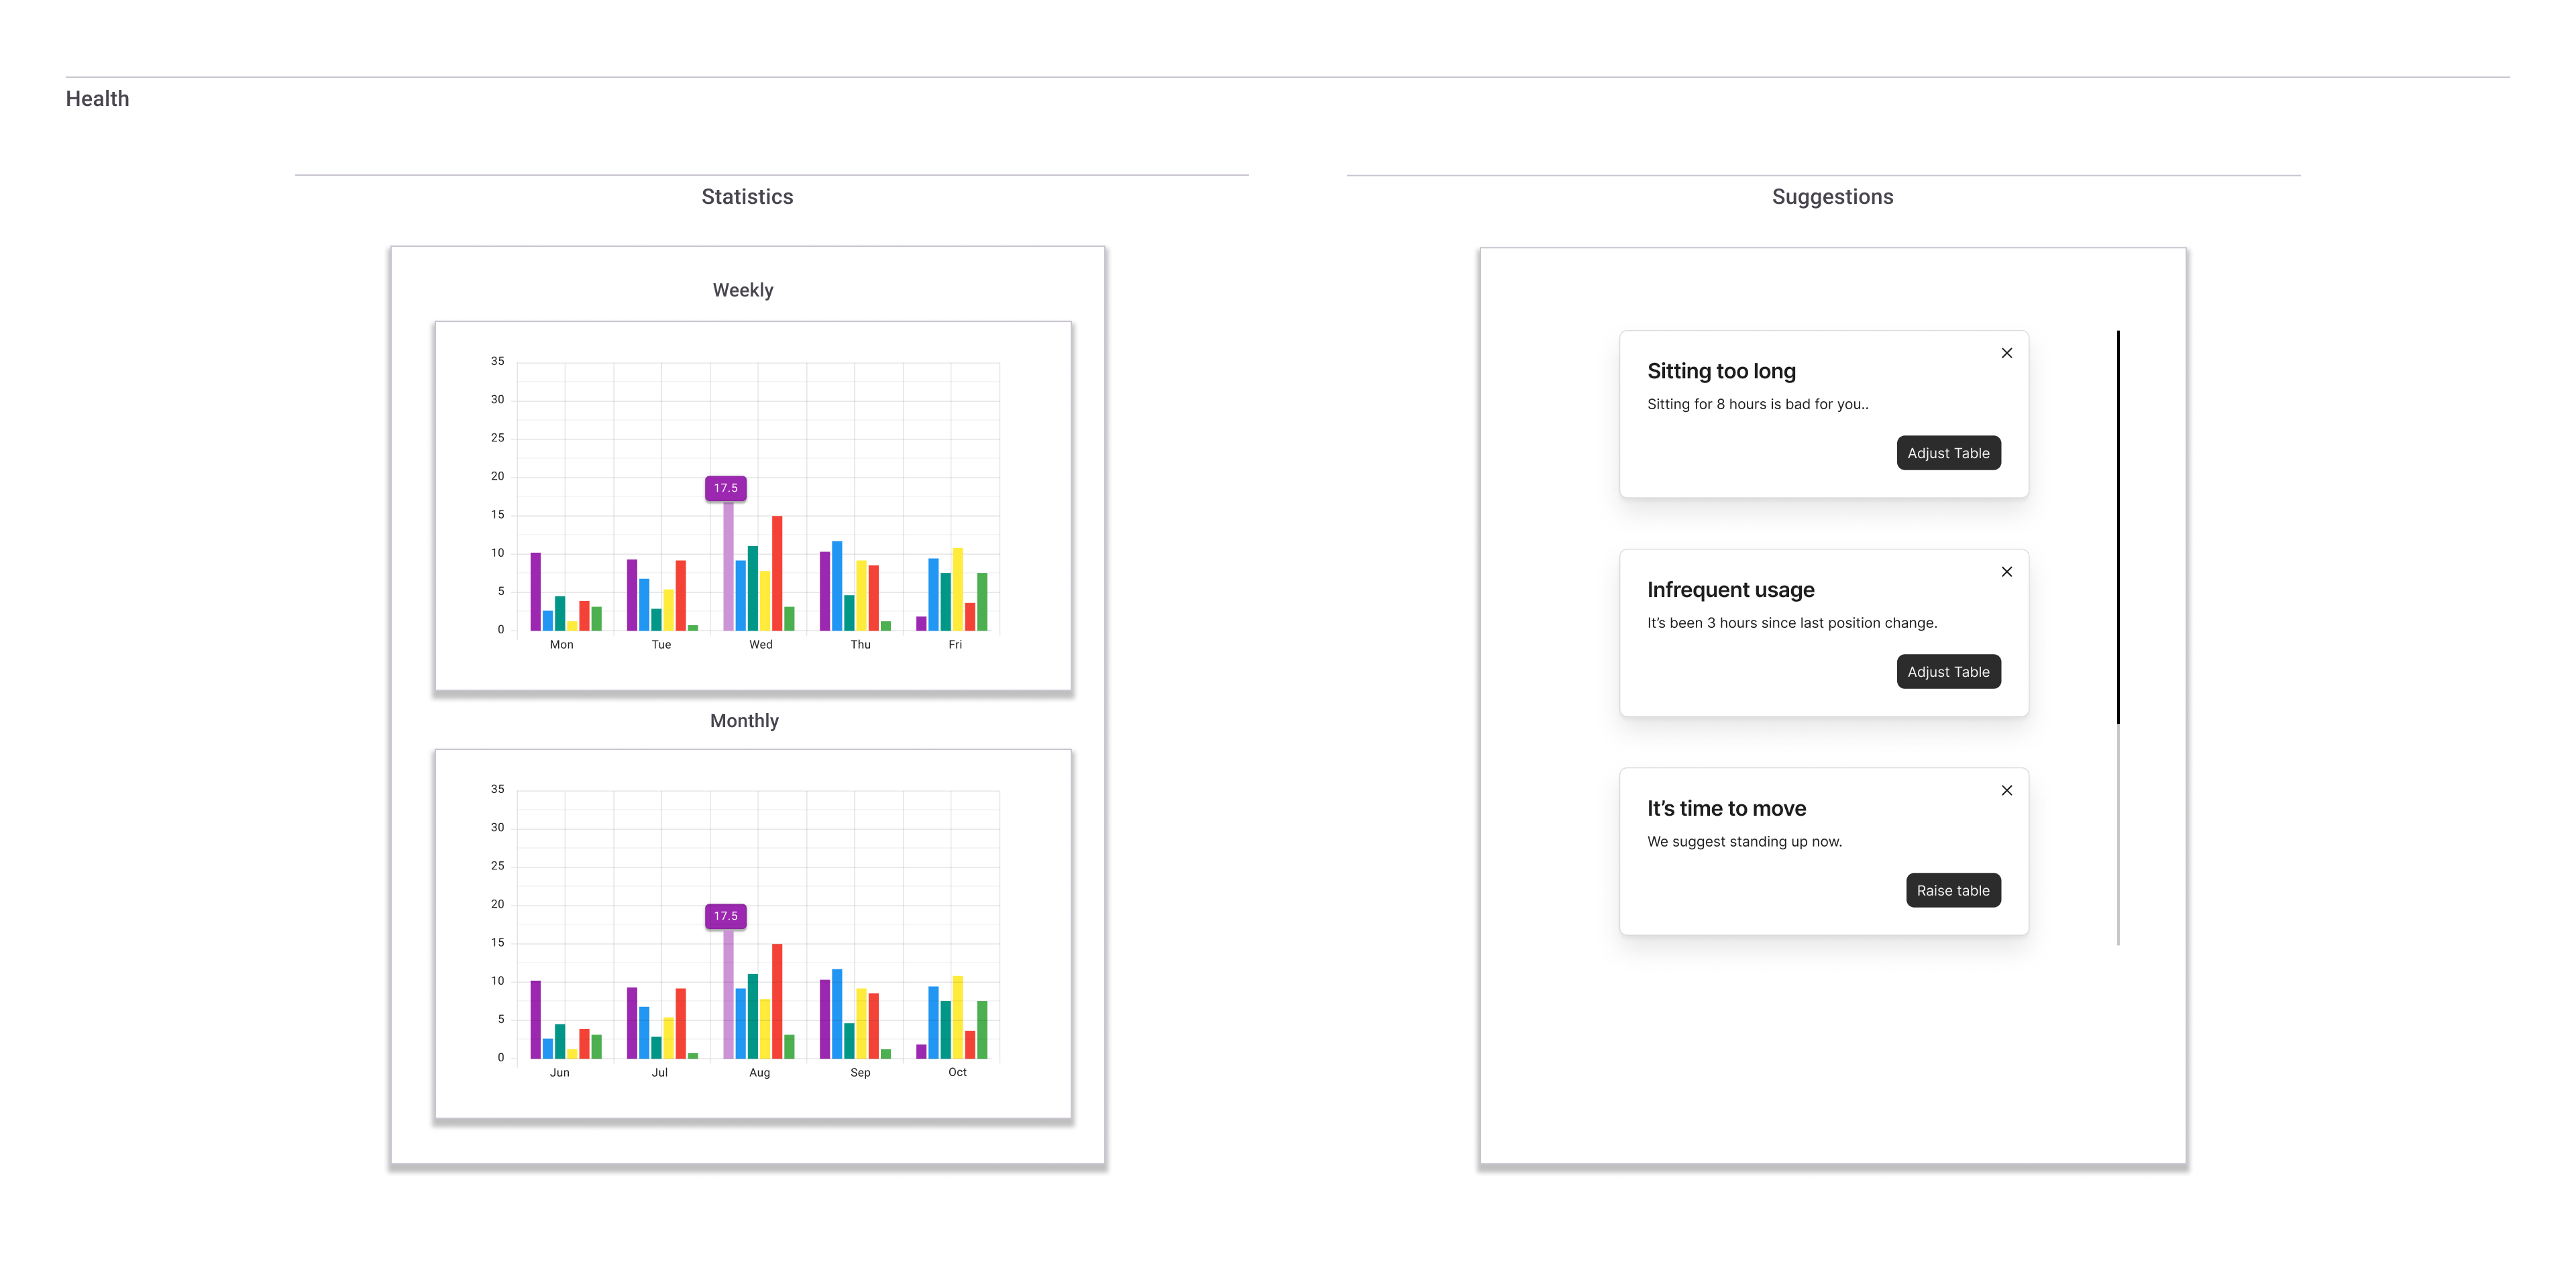 Health
Statistics
Weekly
35
30
25
20
17.5
15
10
5
0
Mon Tue Wed Thu Fri
Monthly
35
30
25
20
17.5
15
10
5
0
Jun Jul Aug Sep Oct
Suggestions
Sitting too long
Sitting for 8 hours is bad for you..
Adjust Table
Infrequent usage
It’s been 3 hours since last position change.
Adjust Table
It’s time to move
We suggest standing up now.
Raise table